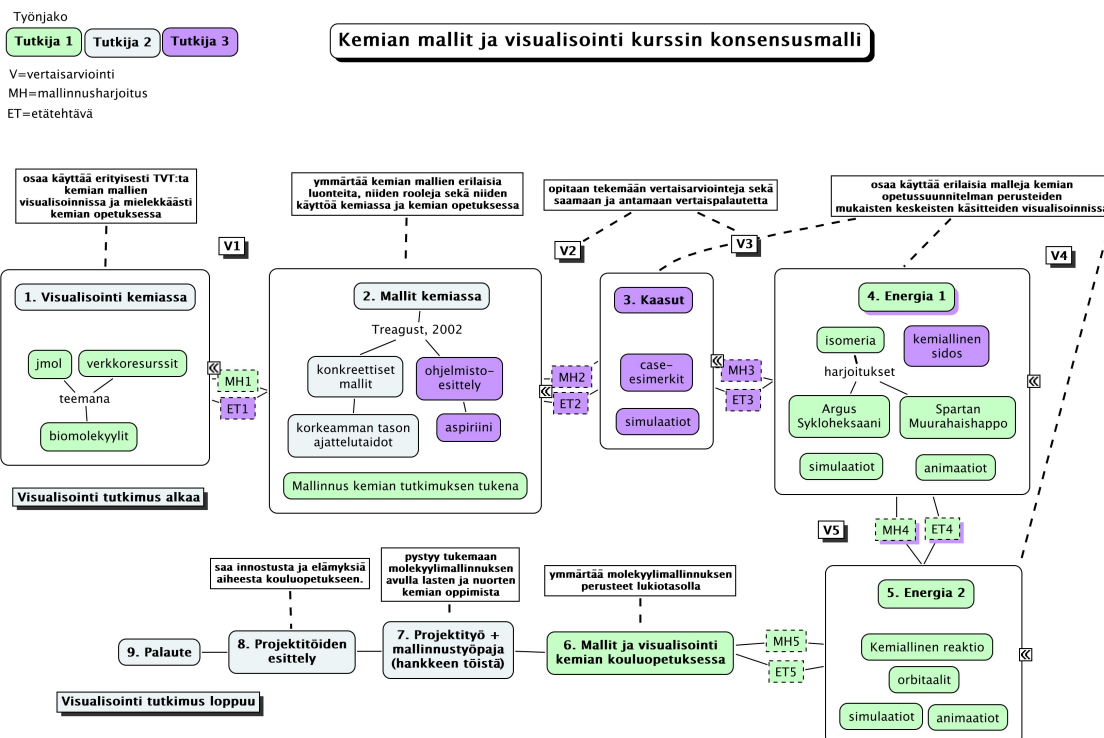 Työnjako
Tutkija 1
Tutkija 2
Tutkija 3
V=vertaisarviointi
MH=mallinnusharjoitus
ET=etätehtävä
Kemian mallit ja visualisointi kurssin konsensusmalli
osaa käyttää erityisesti TVT:ta
kemian mallien
visualisoinnissa ja mielekkäästi
kemian opetuksessa
ymmärtää kemian mallien erilaisia
luonteita, niiden rooleja sekä niiden
käyttöä kemiassa ja kemian opetuksessa
opitaan tekemään vertaisarviointeja sekä
saamaan ja antamaan vertaispalautetta
osaa käyttää erilaisia malleja kemian
opetussuunnitelman perusteiden
mukaisten keskeisten käsitteiden visualisoinnissa
V1
V2
V3
V4
1. Visualisointi kemiassa
jmol
verkkoresurssit
teemana
biomolekyylit
MH1
ET1
2. Mallit kemiassa
Treagust, 2002
konkreettiset
mallit
ohjelmisto-
esittely
korkeamman tason
ajattelutaidot
aspiriini
Mallinnus kemian tutkimuksen tukena
MH2
ET2
3. Kaasut
case-
esimerkit
simulaatiot
MH3
ET3
4. Energia 1
isomeria
kemiallinen
sidos
harjoitukset
Argus
Sykloheksaani
Spartan
Muurahaishappo
simulaatiot
animaatiot
Visualisointi tutkimus alkaa
V5
MH4
ET4
5. Energia 2
Kemiallinen reaktio
orbitaalit
simulaatiot
animaatiot
MH5
ET5
ymmärtää molekyylimallinnuksen
perusteet lukiotasolla
6. Mallit ja visualisointi
kemian kouluopetuksessa
pystyy tukemaan
molekyylimallinnuksen
avulla lasten ja nuorten
kemian oppimista
7. Projektityö +
mallinnustyöpaja
(hankkeen töistä)
saa innostusta ja elämyksiä
aiheesta kouluopetukseen.
8. Projektitöiden
esittely
9. Palaute
Visualisointi tutkimus loppuu